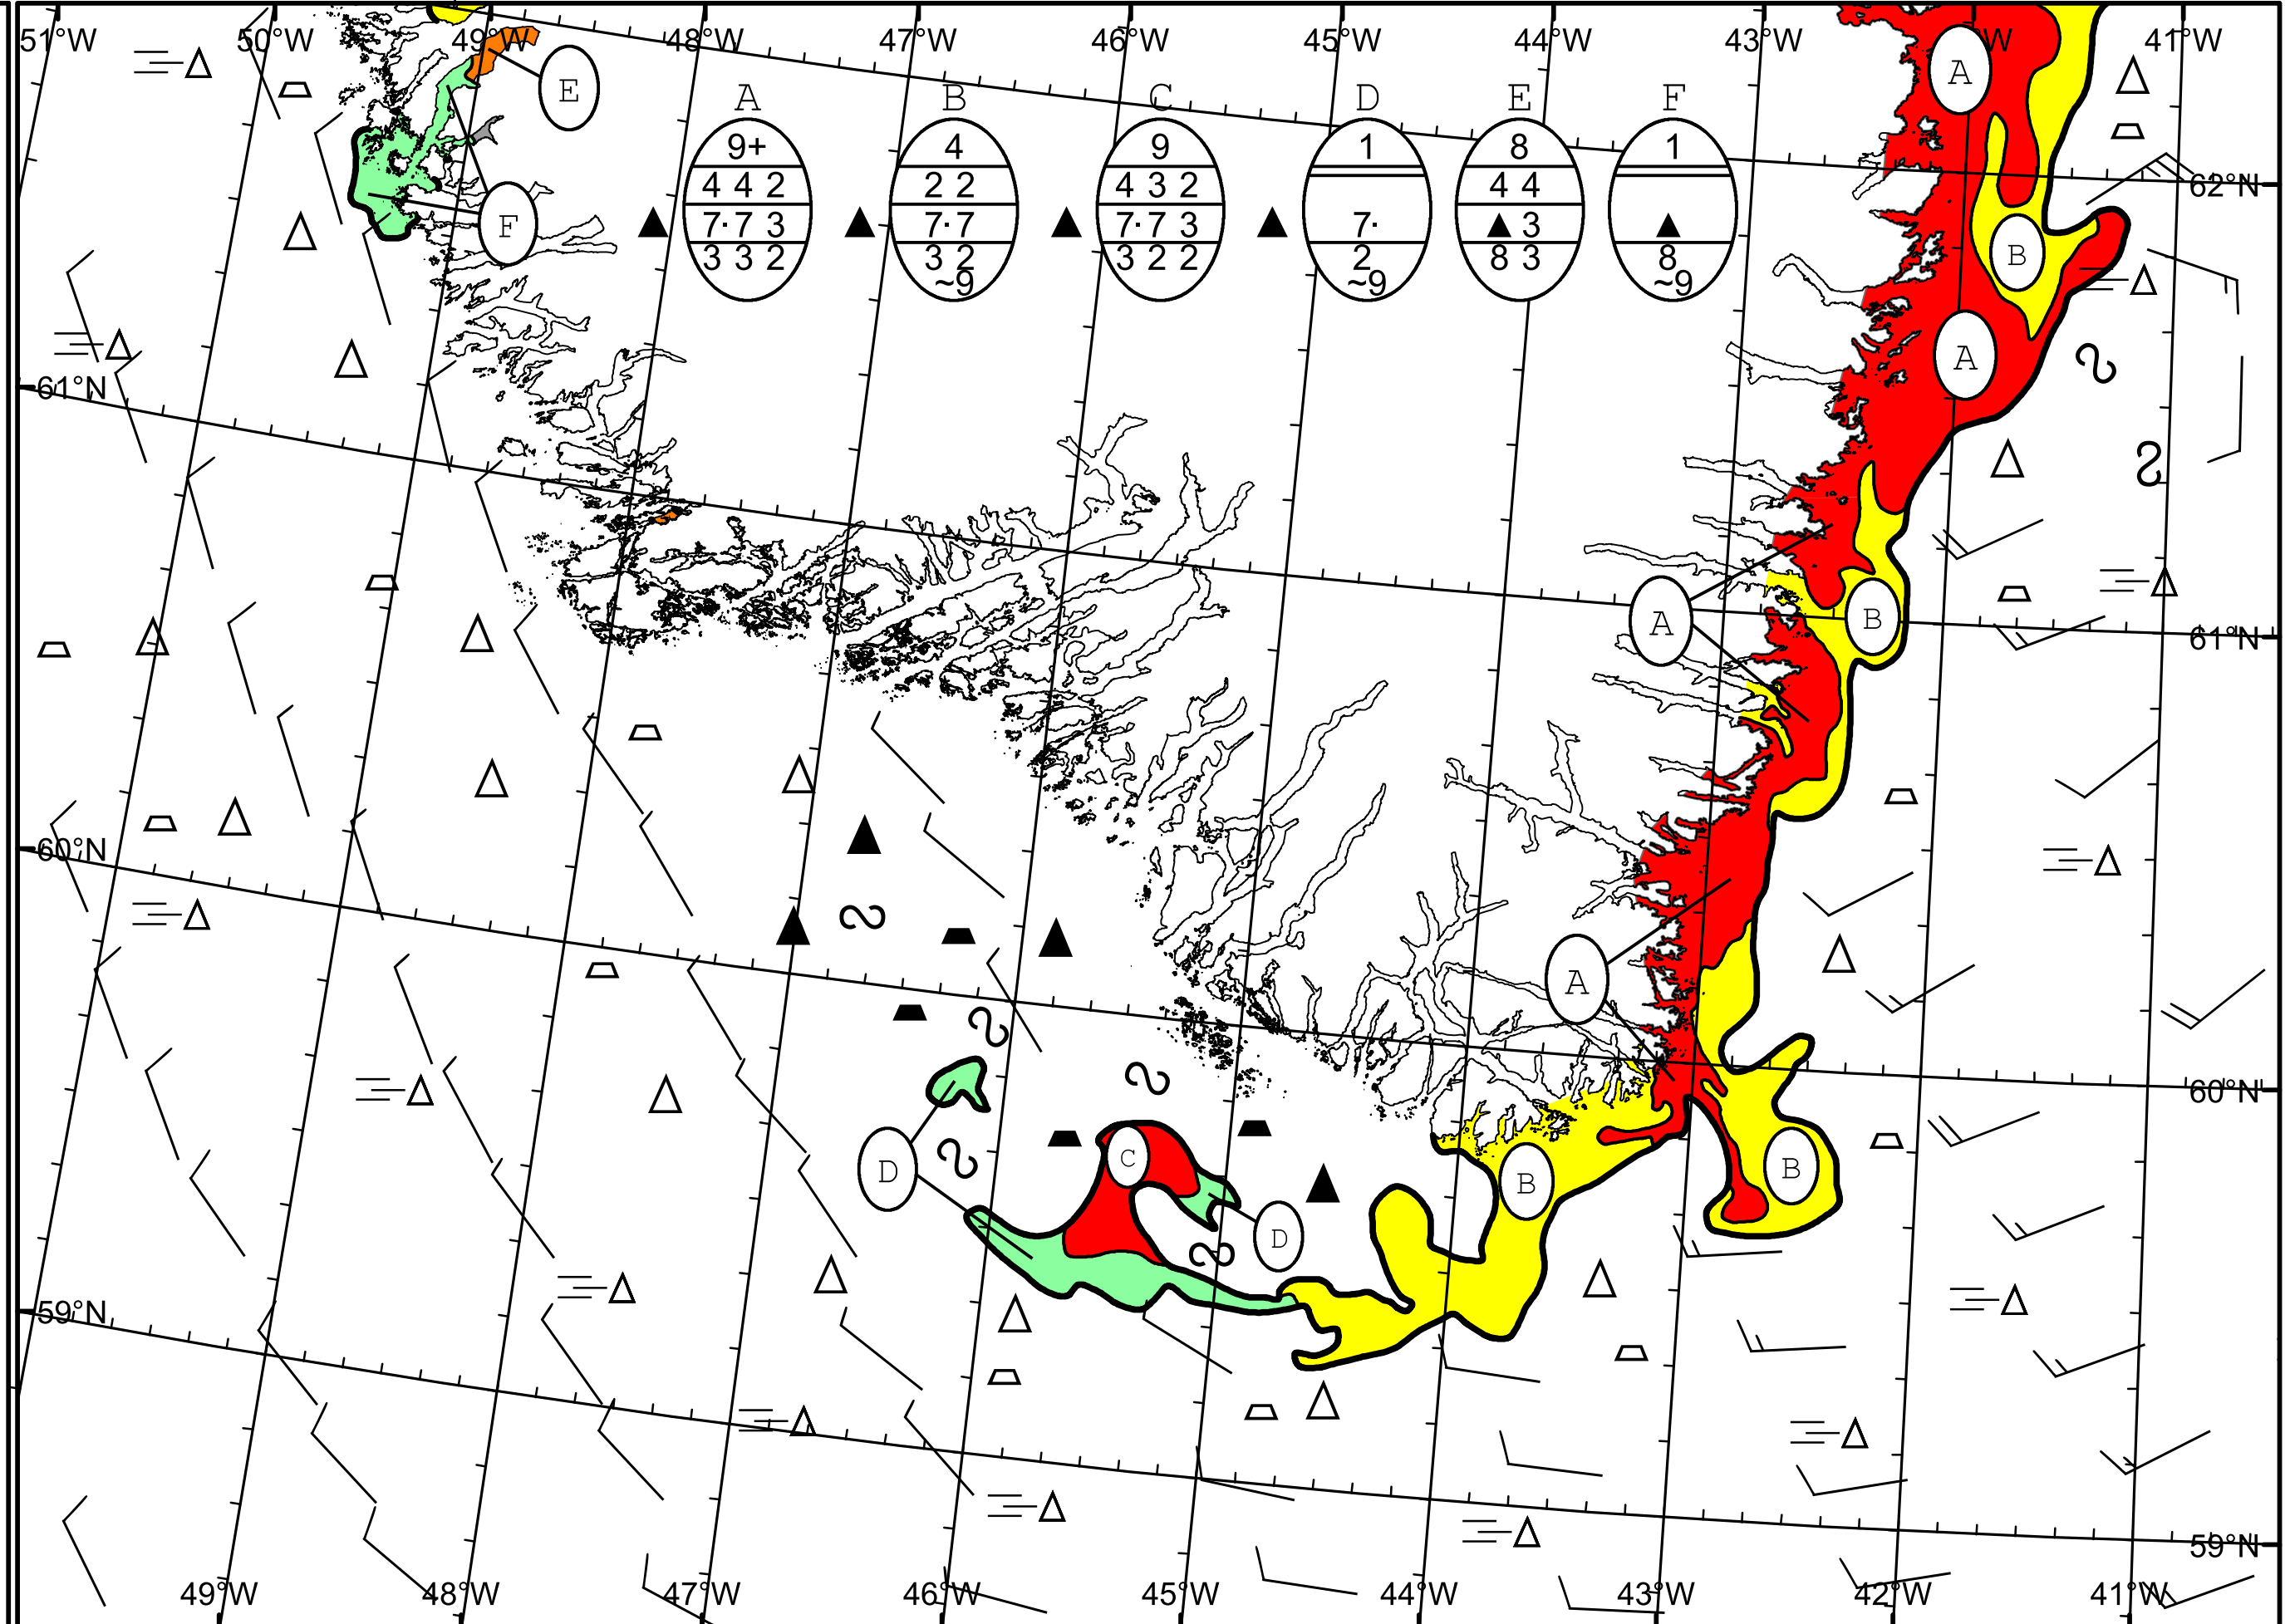 51°W 50°W 49°W 48°W 47°W 46°W 45°W 44°W 43°W 41°W
A
E
A B C D E F
9+ 4 9 1 8 1
4 4 2 2 2 4 3 2 4 4
7· 7 3 7· 7 7· 7 3 7· ▲ 3 ▲
3 3 2 3 2 3 2 2 2 8 3 8
~9 ~9 ~9
62°N
F
B
A
61°N
A
B
61°N
60°N
A
60°N
C
D
B
B
D
59°N
59°N
49°W 48°W 47°W 46°W 45°W 44°W 43°W 42°W 41°W